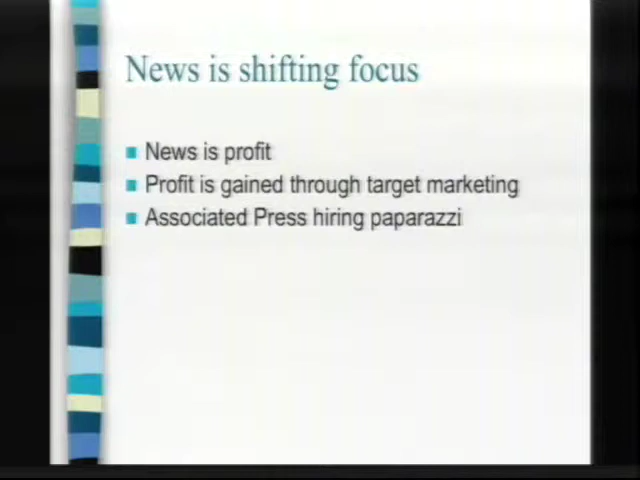 News is shifting focus
News is profit
Profit is gained through target marketing
Associated Press hiring paparazzi